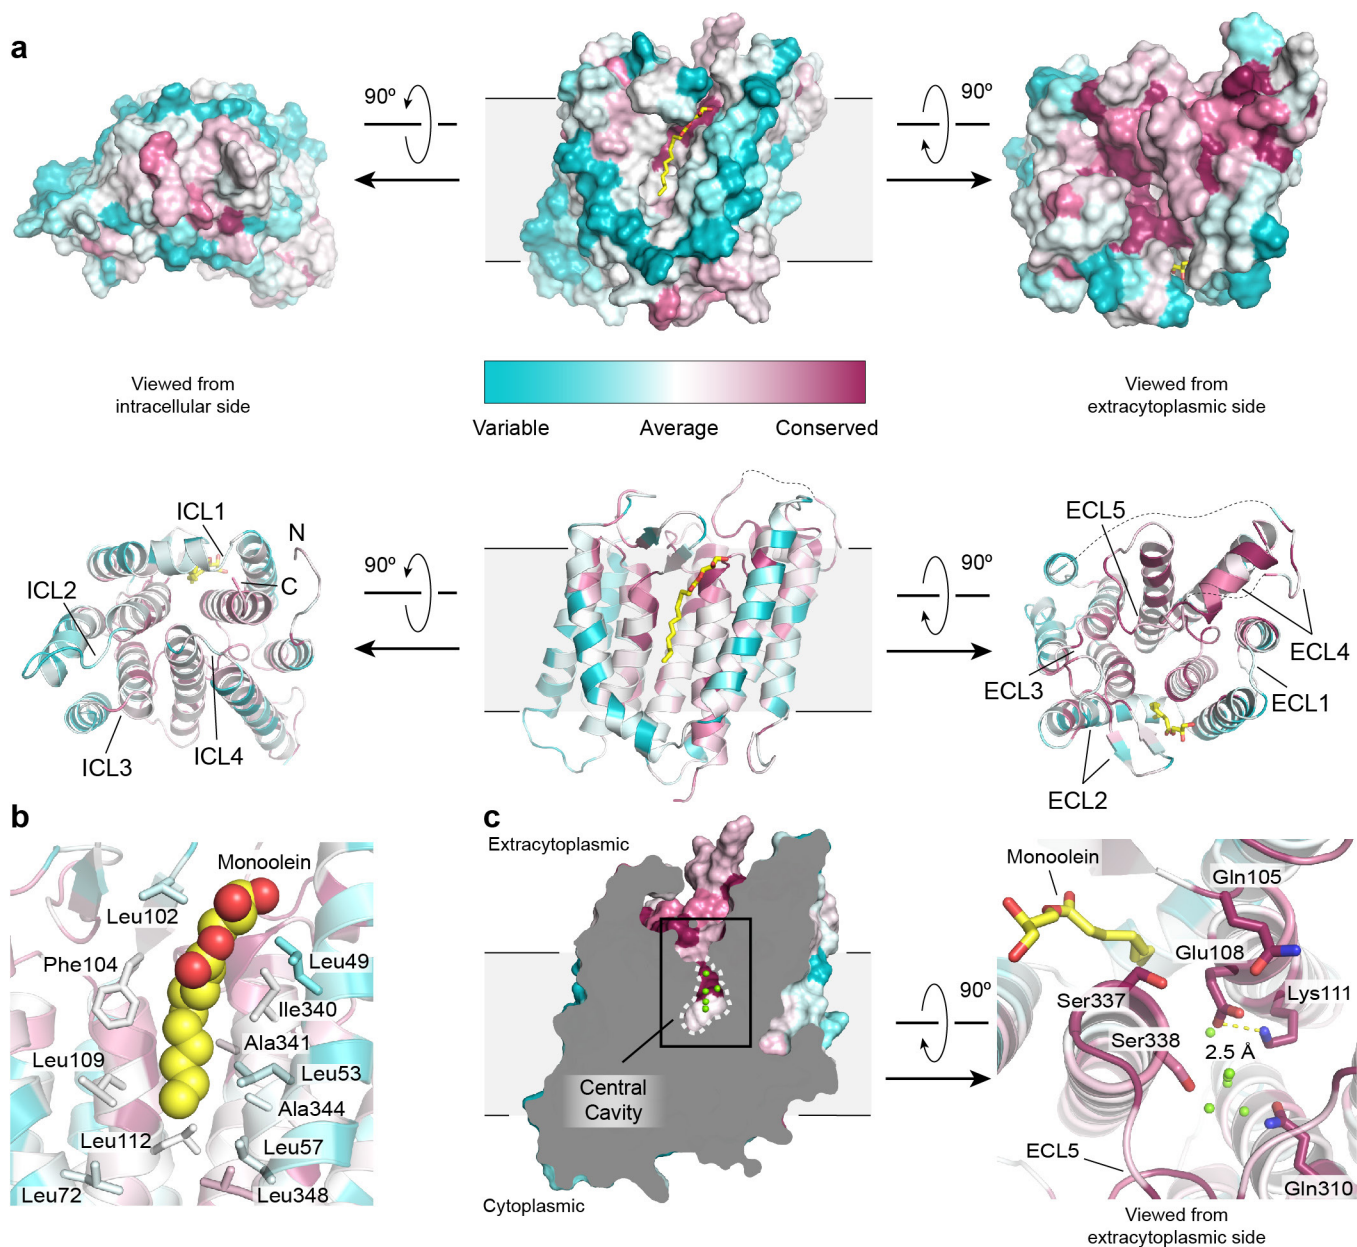 a
90º
90º
Viewed from
intracellular side
Variable
Average
Conserved
Viewed from
extracytoplasmic side
ICL1
N
C
ICL2
ICL3
ICL4
90º
90º
ECL5
ECL4
ECL3
ECL1
ECL2
b
Monoolein
Leu102
Phe104
Leu49
Ile340
Ala341
Leu109
Leu53
Ala344
Leu112
Leu57
Leu72
Leu348
c
Extracytoplasmic
Central
Cavity
Cytoplasmic
90º
Monoolein
Gln105
Glu108
Lys111
Ser337
Ser338
2.5 Å
ECL5
Gln310
Viewed from
extracytoplasmic side